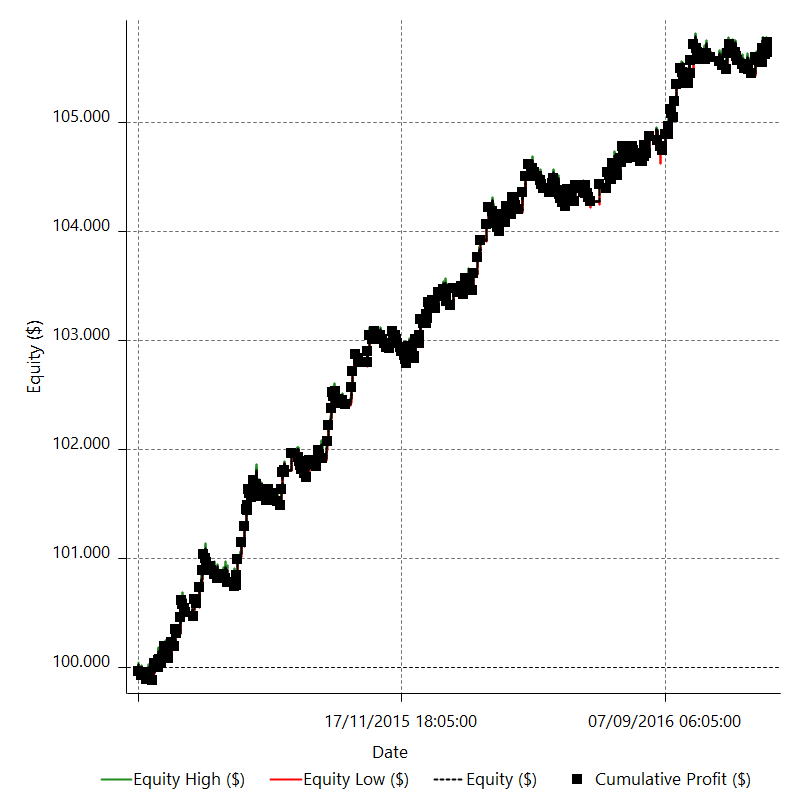 105.000
104.000
103.000
102.000
101.000
100.000
Equity ($)
17/11/2015 18:05:00 07/09/2016 06:05:00
Date
Equity High ($) Equity Low ($) Equity ($) Cumulative Profit ($)